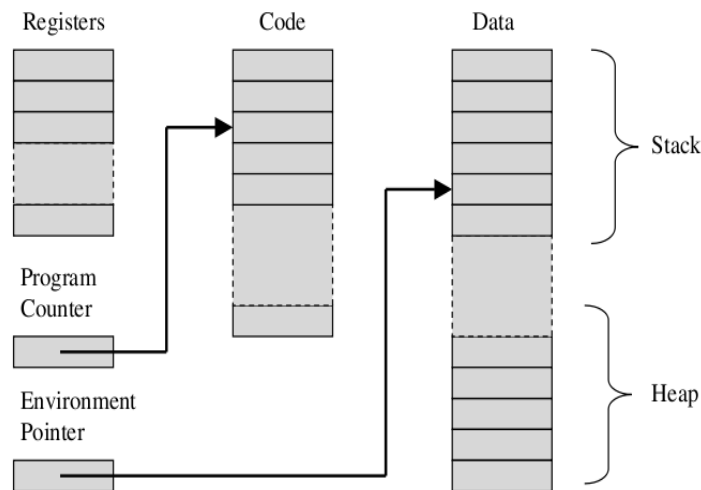 Registers
Code
Data
Stack
Program
Counter
Environment
Pointer
Heap